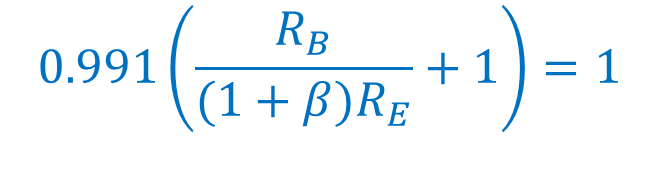 0.991 ( R_B / ((1 + β)R_E) + 1 ) = 1